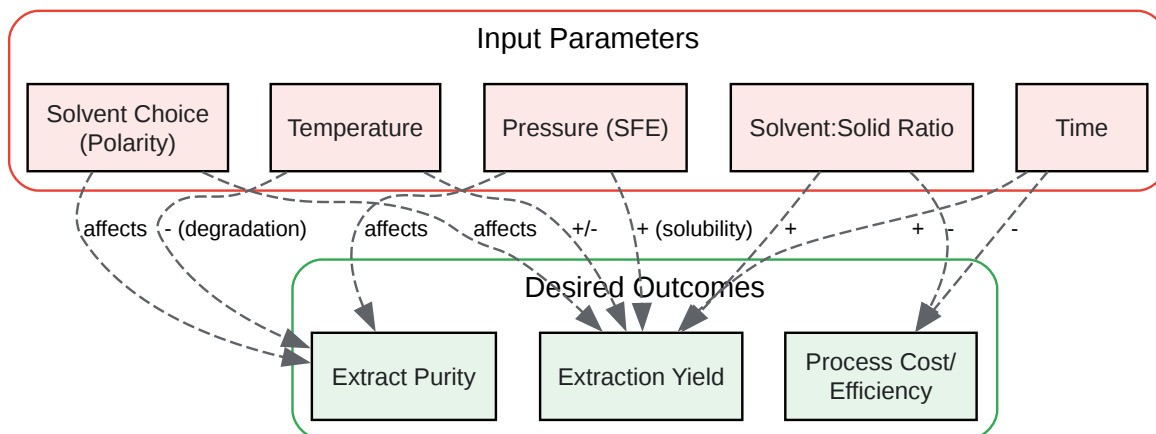 Input Parameters
Solvent Choice
(Polarity)
Temperature
Pressure (SFE)
Solvent:Solid Ratio
Time
affects
- (degradation)
affects
affects
+/-
+ (solubility)
+
+
-
-
Desired Outcomes
Extract Purity
Extraction Yield
Process Cost/
Efficiency